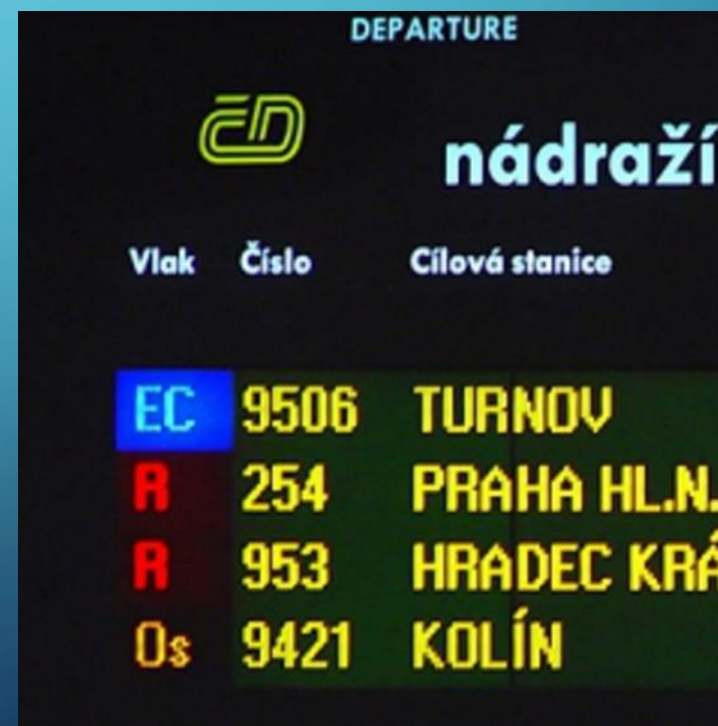 DEPARTURE
ČD
nádraží
Vlak Číslo Cílová stanice
EC 9506 TURNOV
R 254 PRAHA HL.N.
R 953 HRADEC KRÁ
Os 9421 KOLÍN